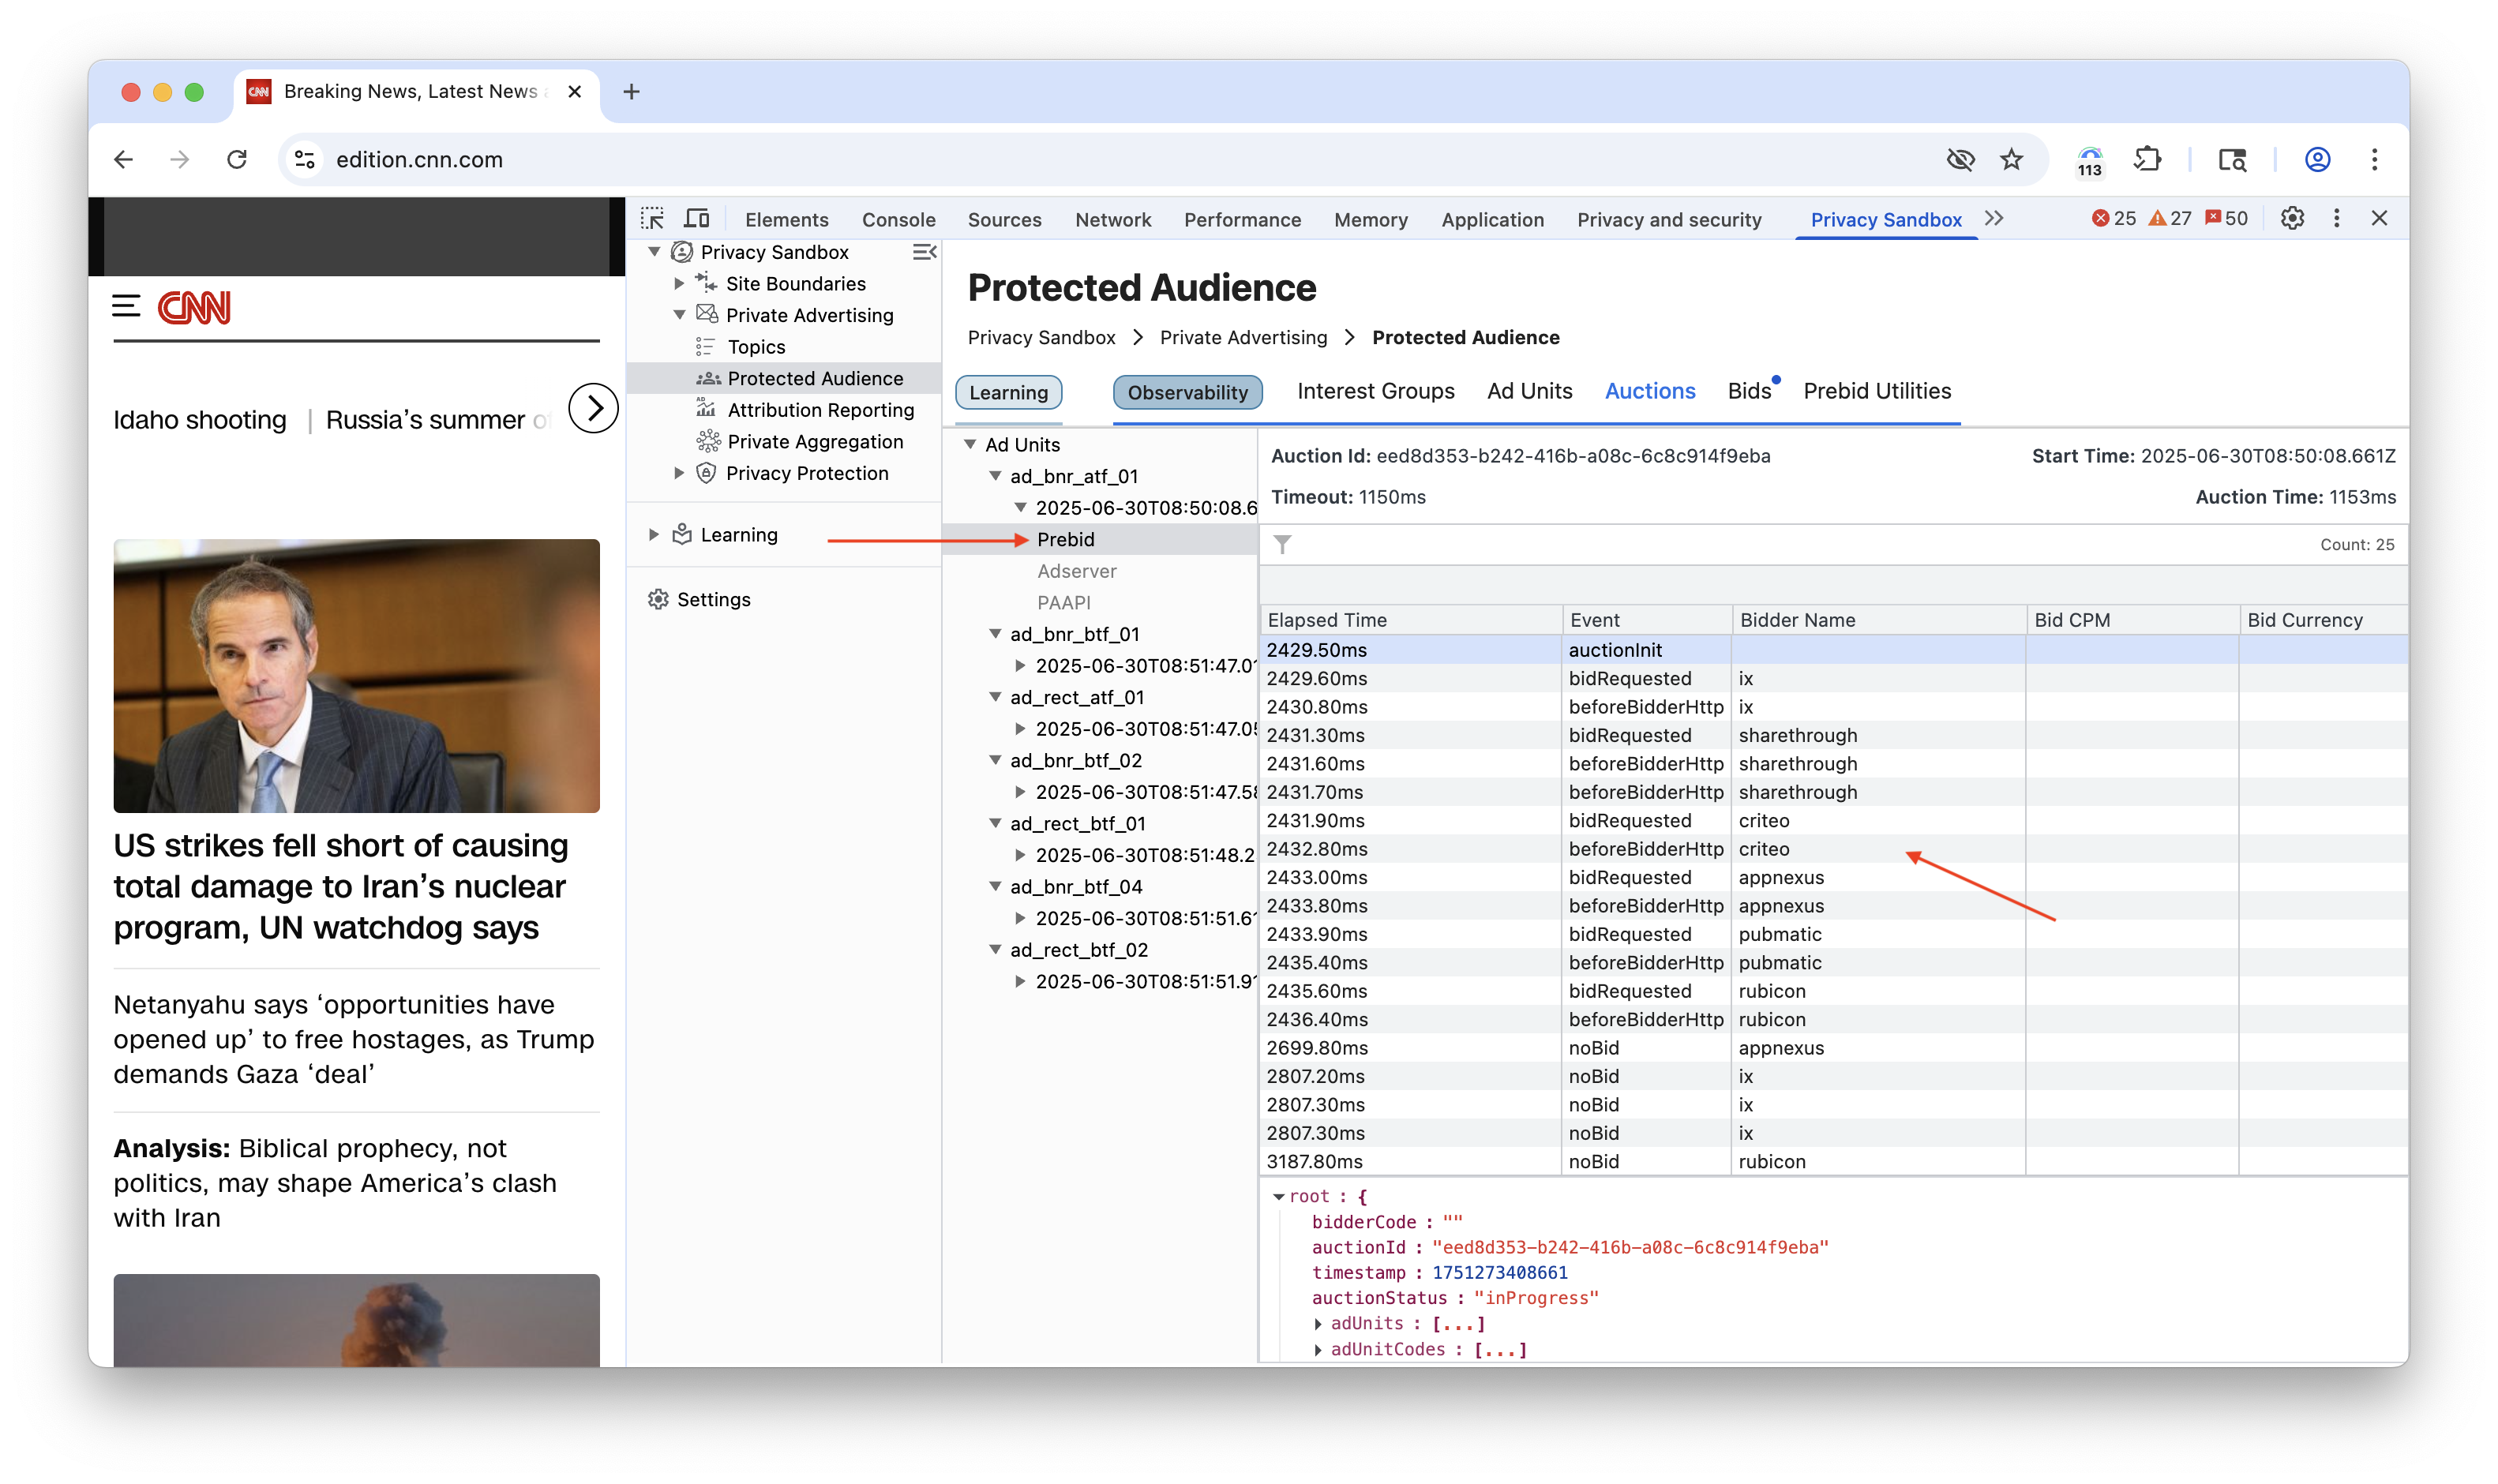 CNN Breaking News, Latest News a
edition.cnn.com
113
Elements Console Sources Network Performance Memory Application Privacy and security Privacy Sandbox 25 27 50
CNN
Idaho shooting | Russia’s summer of
US strikes fell short of causing
total damage to Iran’s nuclear
program, UN watchdog says
Netanyahu says ‘opportunities have
opened up’ to free hostages, as Trump
demands Gaza ‘deal’
Analysis: Biblical prophecy, not
politics, may shape America’s clash
with Iran
Privacy Sandbox
Site Boundaries
Private Advertising
Topics
Protected Audience
AD
Attribution Reporting
Private Aggregation
Privacy Protection
Learning
Settings
Protected Audience
Privacy Sandbox > Private Advertising > Protected Audience
Learning Observability Interest Groups Ad Units Auctions Bids Prebid Utilities
Ad Units
ad_bnr_atf_01
2025-06-30T08:50:08.6
Prebid
Adserver
PAAPI
ad_bnr_btf_01
2025-06-30T08:51:47.01
ad_rect_atf_01
2025-06-30T08:51:47.05
ad_bnr_btf_02
2025-06-30T08:51:47.58
ad_rect_btf_01
2025-06-30T08:51:48.2
ad_bnr_btf_04
2025-06-30T08:51:51.61
ad_rect_btf_02
2025-06-30T08:51:51.91
Auction Id: eed8d353-b242-416b-a08c-6c8c914f9eba Start Time: 2025-06-30T08:50:08.661Z
Timeout: 1150ms Auction Time: 1153ms
Count: 25
Elapsed Time Event Bidder Name Bid CPM Bid Currency
2429.50ms auctionInit
2429.60ms bidRequested ix
2430.80ms beforeBidderHttp ix
2431.30ms bidRequested sharethrough
2431.60ms beforeBidderHttp sharethrough
2431.70ms beforeBidderHttp sharethrough
2431.90ms bidRequested criteo
2432.80ms beforeBidderHttp criteo
2433.00ms bidRequested appnexus
2433.80ms beforeBidderHttp appnexus
2433.90ms bidRequested pubmatic
2435.40ms beforeBidderHttp pubmatic
2435.60ms bidRequested rubicon
2436.40ms beforeBidderHttp rubicon
2699.80ms noBid appnexus
2807.20ms noBid ix
2807.30ms noBid ix
2807.30ms noBid ix
3187.80ms noBid rubicon
root : {
bidderCode : ""
auctionId : "eed8d353-b242-416b-a08c-6c8c914f9eba"
timestamp : 1751273408661
auctionStatus : "inProgress"
adUnits : [...]
adUnitCodes : [...]